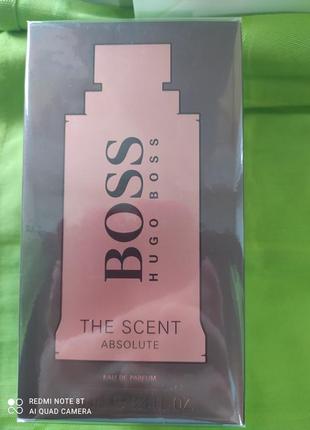 BOSS
HUGO BOSS
THE SCENT
ABSOLUTE
EAU DE PARFUM
REDMI NOTE 8T
AI QUAD CAMERA